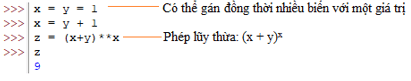 >>> x = y = 1 Có thể gán đồng thời nhiều biến với một giá trị
>>> x = y + 1
>>> z = (x+y)**x Phép lũy thừa: (x + y)ˣ
>>> z
9